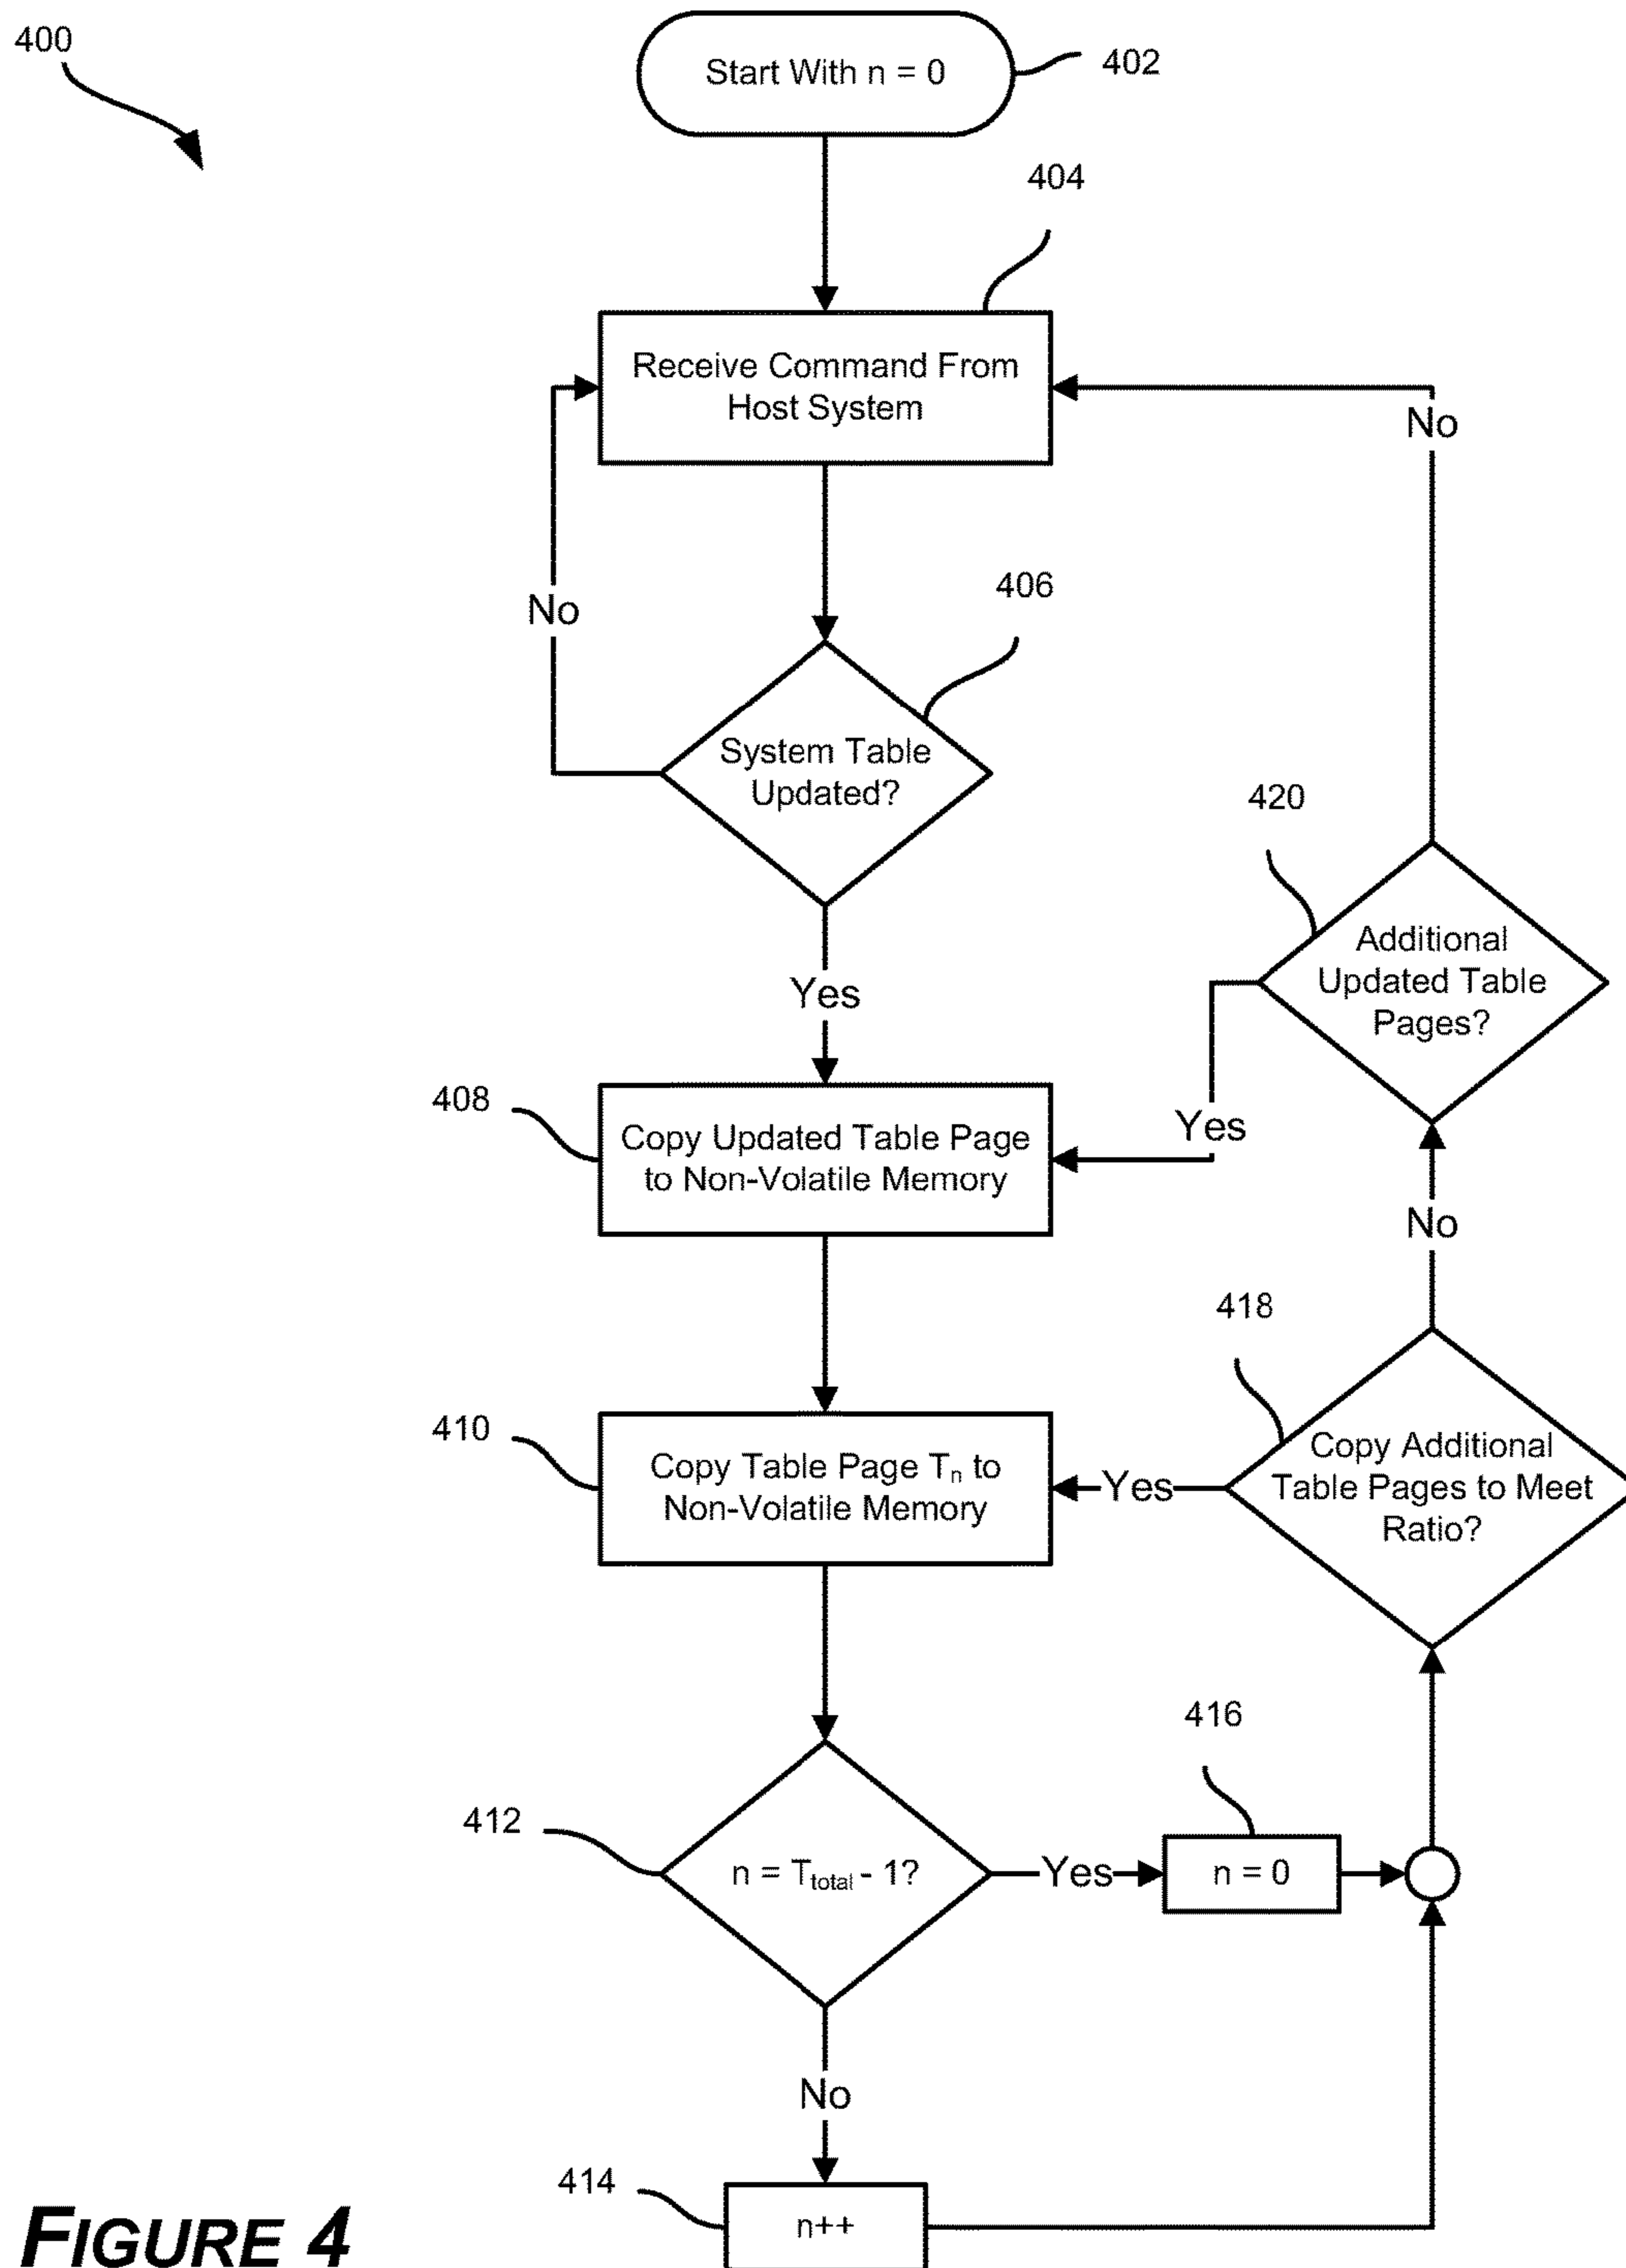 400
Start With n = 0
402
404
Receive Command From
Host System
No
No
406
System Table
Updated?
420
Additional
Updated Table
Pages?
Yes
408
Copy Updated Table Page
to Non-Volatile Memory
Yes
No
418
410
Copy Table Page Tn to
Non-Volatile Memory
Yes
Copy Additional
Table Pages to Meet
Ratio?
416
412
n = Ttotal - 1?
Yes
n = 0
No
414
n++
FIGURE 4